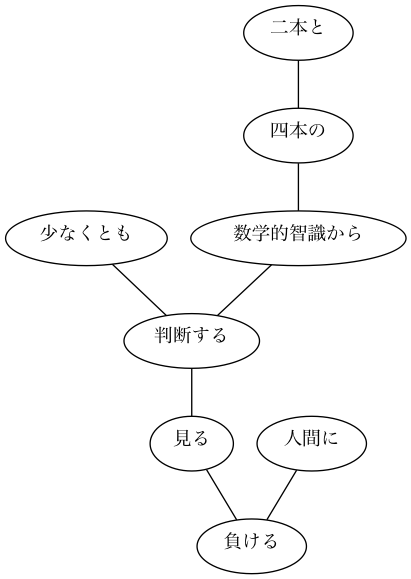 二本と
四本の
少なくとも
数学的智識から
判断する
見る
人間に
負ける